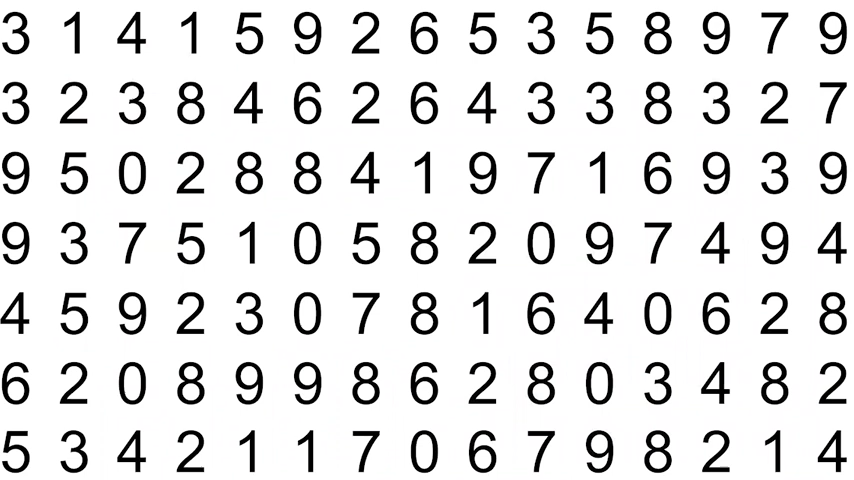 3 1 4 1 5 9 2 6 5 3 5 8 9 7 9
3 2 3 8 4 6 2 6 4 3 3 8 3 2 7
9 5 0 2 8 8 4 1 9 7 1 6 9 3 9
9 3 7 5 1 0 5 8 2 0 9 7 4 9 4
4 5 9 2 3 0 7 8 1 6 4 0 6 2 8
6 2 0 8 9 9 8 6 2 8 0 3 4 8 2
5 3 4 2 1 1 7 0 6 7 9 8 2 1 4